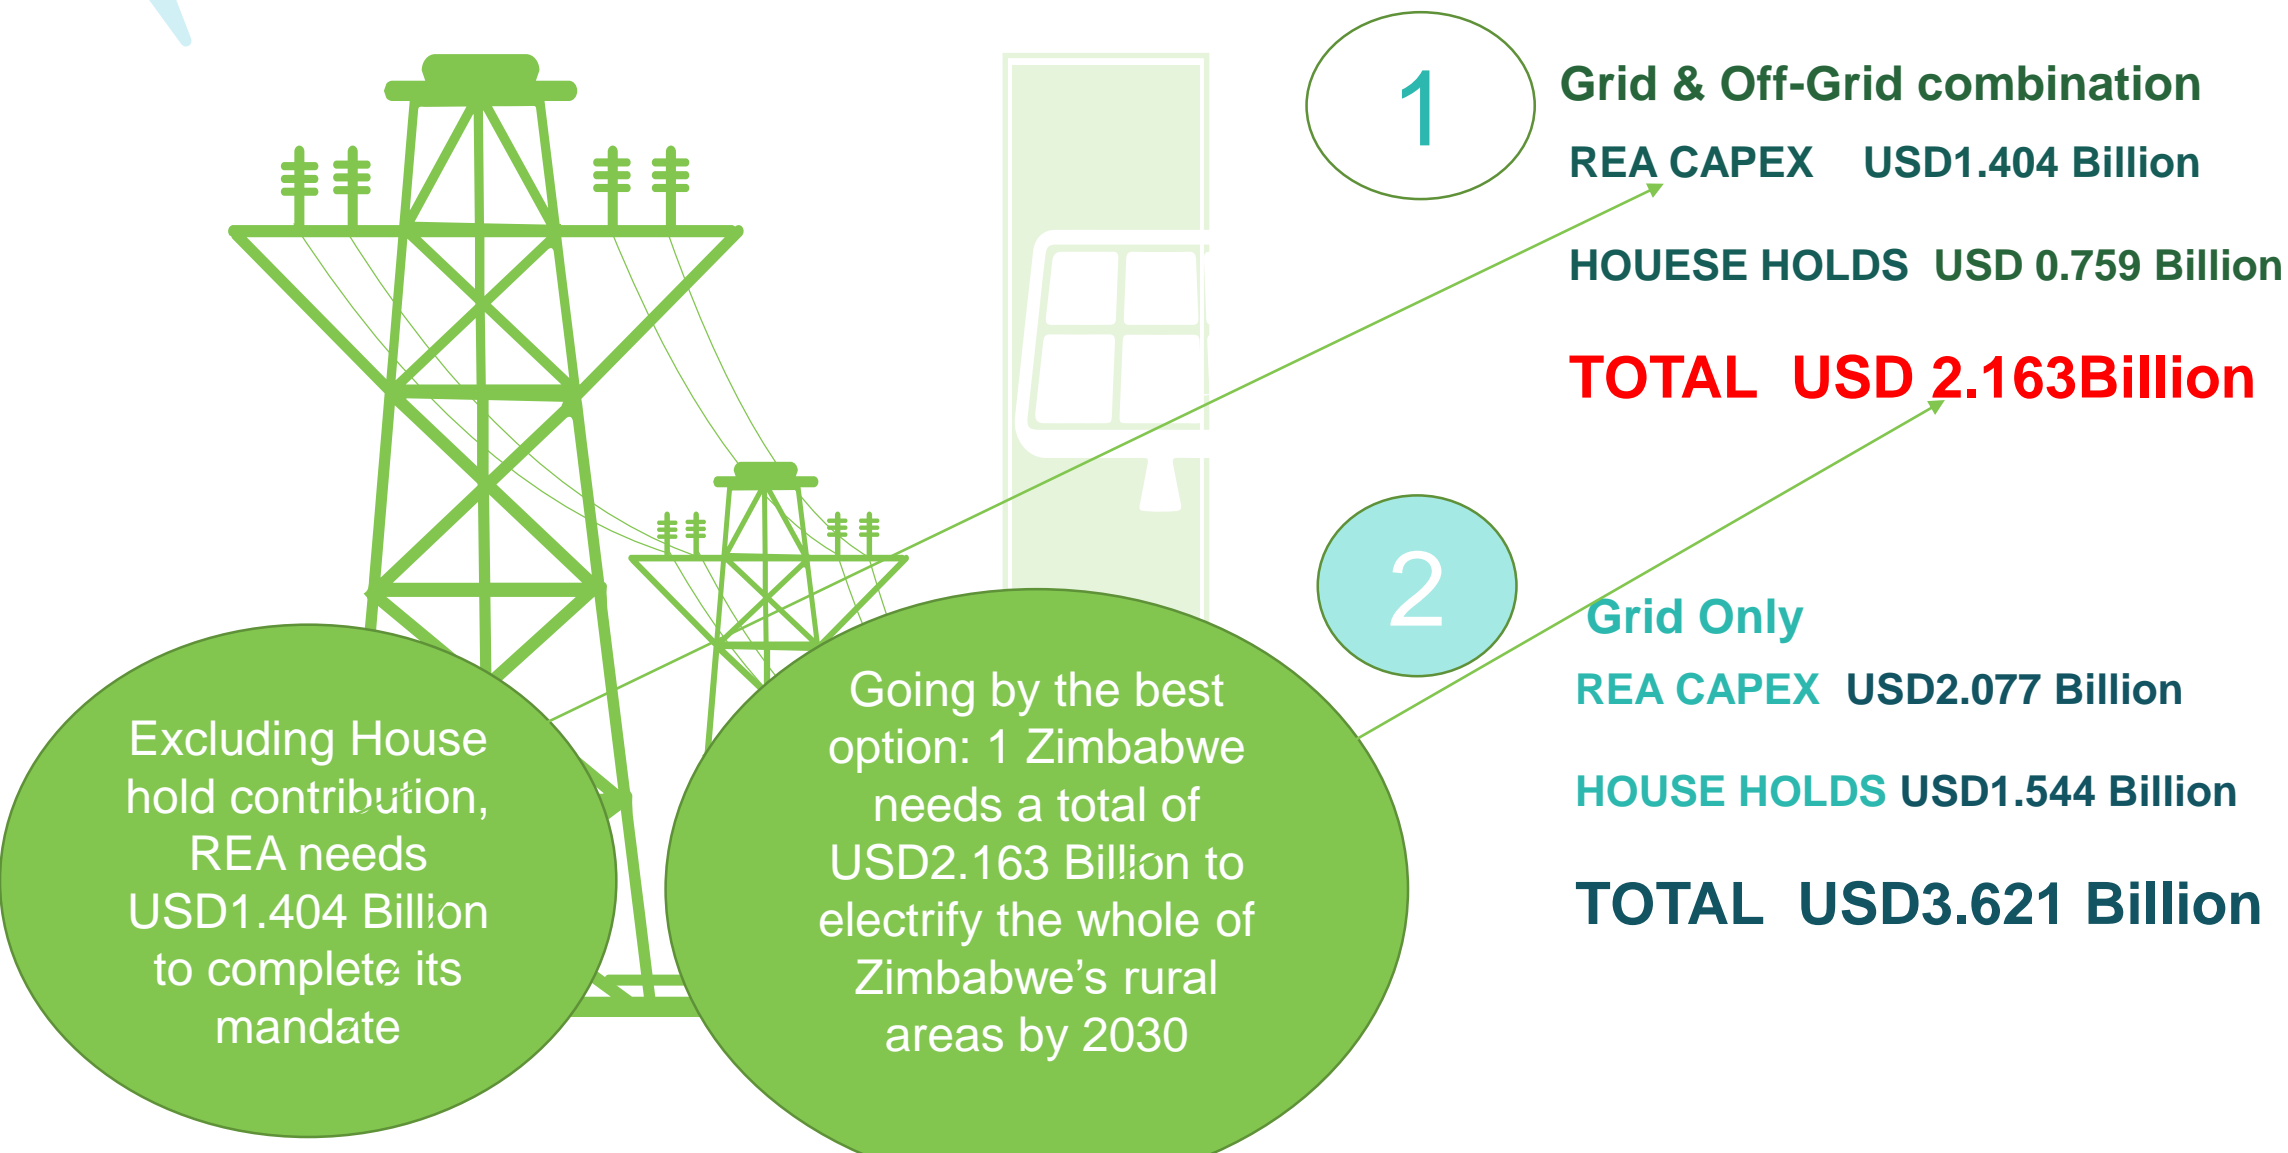 1
Grid & Off-Grid combination
REA CAPEX USD1.404 Billion
HOUESE HOLDS USD 0.759 Billion
TOTAL USD 2.163Billion
2
Grid Only
REA CAPEX USD2.077 Billion
HOUSE HOLDS USD1.544 Billion
TOTAL USD3.621 Billion
Excluding House
hold contribution,
REA needs
USD1.404 Billion
to complete its
mandate
Going by the best
option: 1 Zimbabwe
needs a total of
USD2.163 Billion to
electrify the whole of
Zimbabwe’s rural
areas by 2030